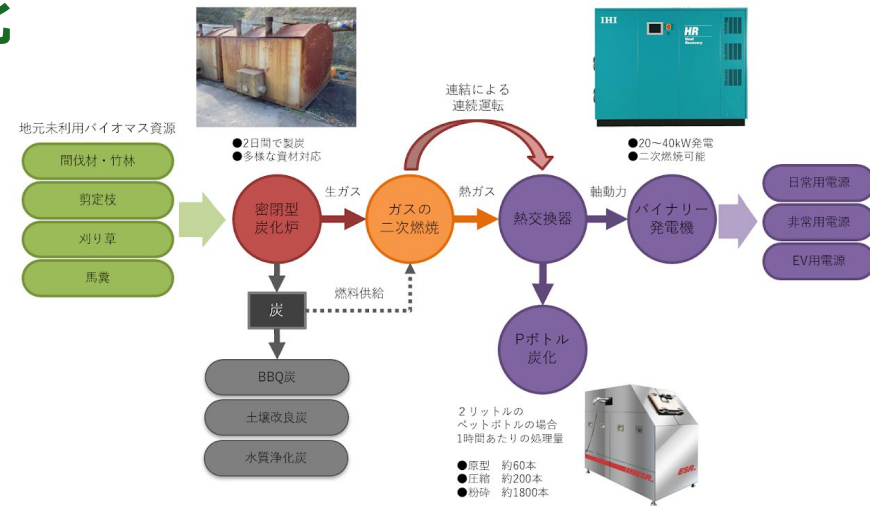 化
IHI
HR
Heat
Recovery
連結による
連続運転
地元未利用バイオマス資源
●2日間で製炭
●多様な資材対応
●20～40kW発電
●二次燃焼可能
間伐材・竹林
剪定枝
刈り草
馬糞
密閉型
炭化炉
生ガス
ガスの
二次燃焼
熱ガス
熱交換器
軸動力
バイナリー
発電機
日常用電源
非常用電源
EV用電源
炭
燃料供給
BBQ炭
土壌改良炭
水質浄化炭
Pボトル
炭化
２リットルの
ペットボトルの場合
1時間あたりの処理量
●原型　約60本
●圧縮　約200本
●粉砕　約1800本
ESR